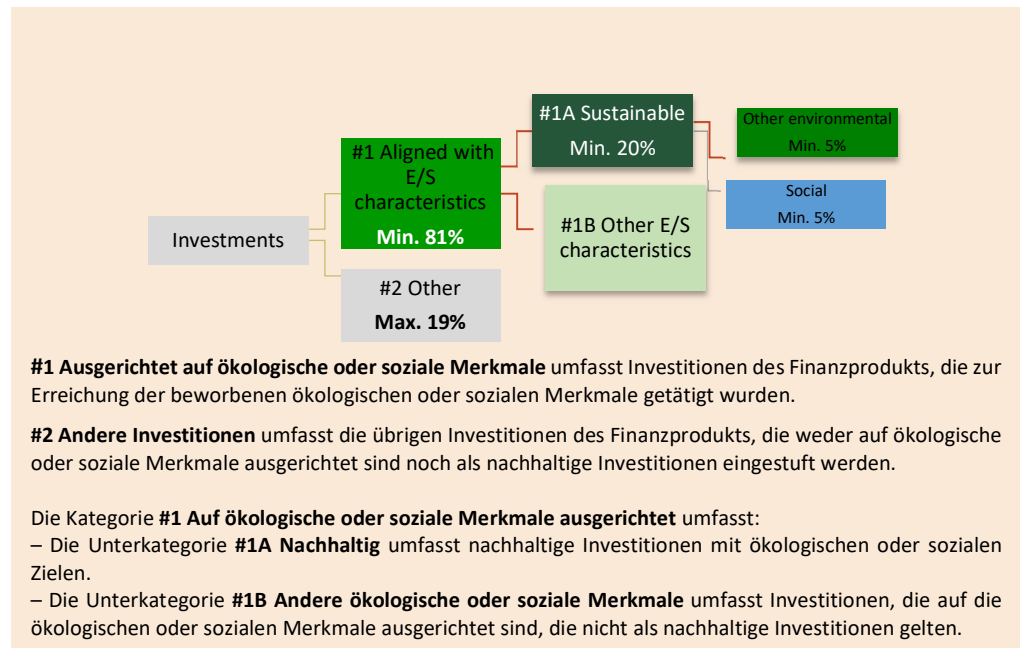 #1A Sustainable
Min. 20%
Other environmental
Min. 5%
#1 Aligned with
E/S
characteristics
Min. 81%
Social
Min. 5%
#1B Other E/S
characteristics
Investments
#2 Other
Max. 19%
#1 Ausgerichtet auf ökologische oder soziale Merkmale umfasst Investitionen des Finanzprodukts, die zur
Erreichung der beworbenen ökologischen oder sozialen Merkmale getätigt wurden.
#2 Andere Investitionen umfasst die übrigen Investitionen des Finanzprodukts, die weder auf ökologische
oder soziale Merkmale ausgerichtet sind noch als nachhaltige Investitionen eingestuft werden.
Die Kategorie #1 Auf ökologische oder soziale Merkmale ausgerichtet umfasst:
– Die Unterkategorie #1A Nachhaltig umfasst nachhaltige Investitionen mit ökologischen oder sozialen
Zielen.
– Die Unterkategorie #1B Andere ökologische oder soziale Merkmale umfasst Investitionen, die auf die
ökologischen oder sozialen Merkmale ausgerichtet sind, die nicht als nachhaltige Investitionen gelten.